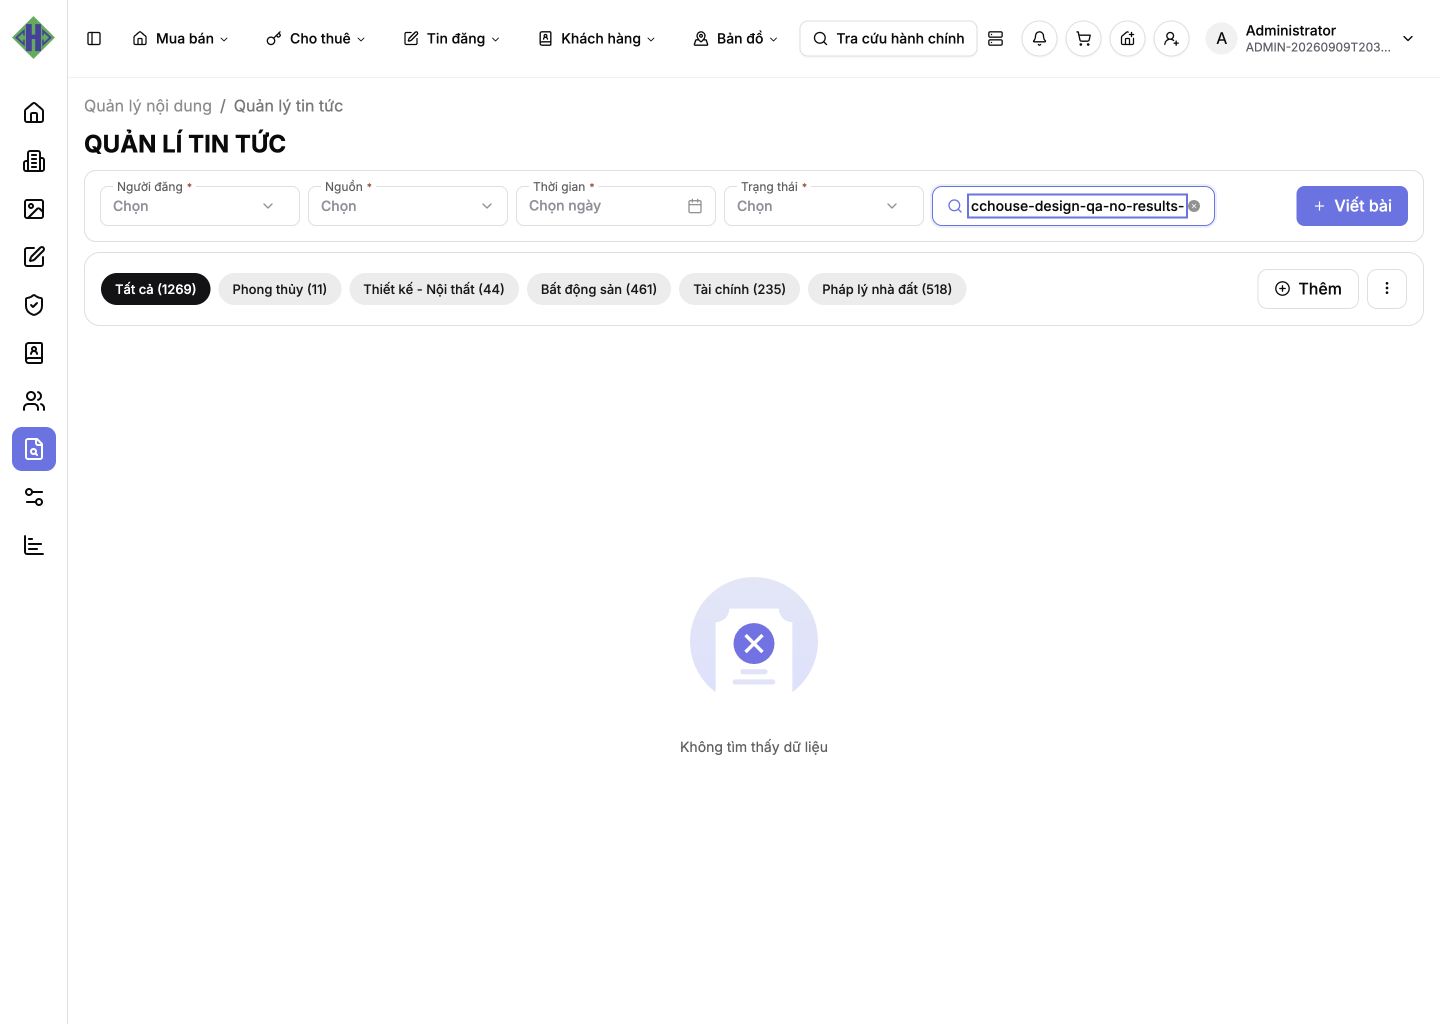 Mua bán
Cho thuê
Tin đăng
Khách hàng
Bản đồ
Tra cứu hành chính
A
Administrator
ADMIN-20260909T203...
Quản lý nội dung / Quản lý tin tức
QUẢN LÍ TIN TỨC
Người đăng *
Chọn
Nguồn *
Chọn
Thời gian *
Chọn ngày
Trạng thái *
Chọn
cchouse-design-qa-no-results-
Viết bài
Tất cả (1269)
Phong thủy (11)
Thiết kế - Nội thất (44)
Bất động sản (461)
Tài chính (235)
Pháp lý nhà đất (518)
Thêm
Không tìm thấy dữ liệu